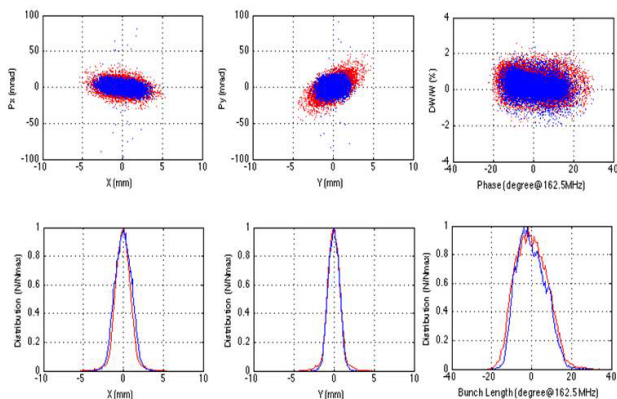 Px (mrad)
100
50
0
-50
-100
-10 -5 0 5 10
X (mm)
Py (mrad)
100
50
0
-50
-100
-10 -5 0 5 10
Y (mm)
DW/W (%)
4
2
0
-2
-4
-40 -20 0 20 40
Phase (degree@162.5MHz)
Distribution (N/Nmax)
1
0.8
0.6
0.4
0.2
0
-10 -5 0 5 10
X (mm)
Distribution (N/Nmax)
1
0.8
0.6
0.4
0.2
0
-10 -5 0 5 10
Y (mm)
Distribution (N/Nmax)
1
0.8
0.6
0.4
0.2
0
-40 -20 0 20 40
Bunch Length (degree@162.5MHz)